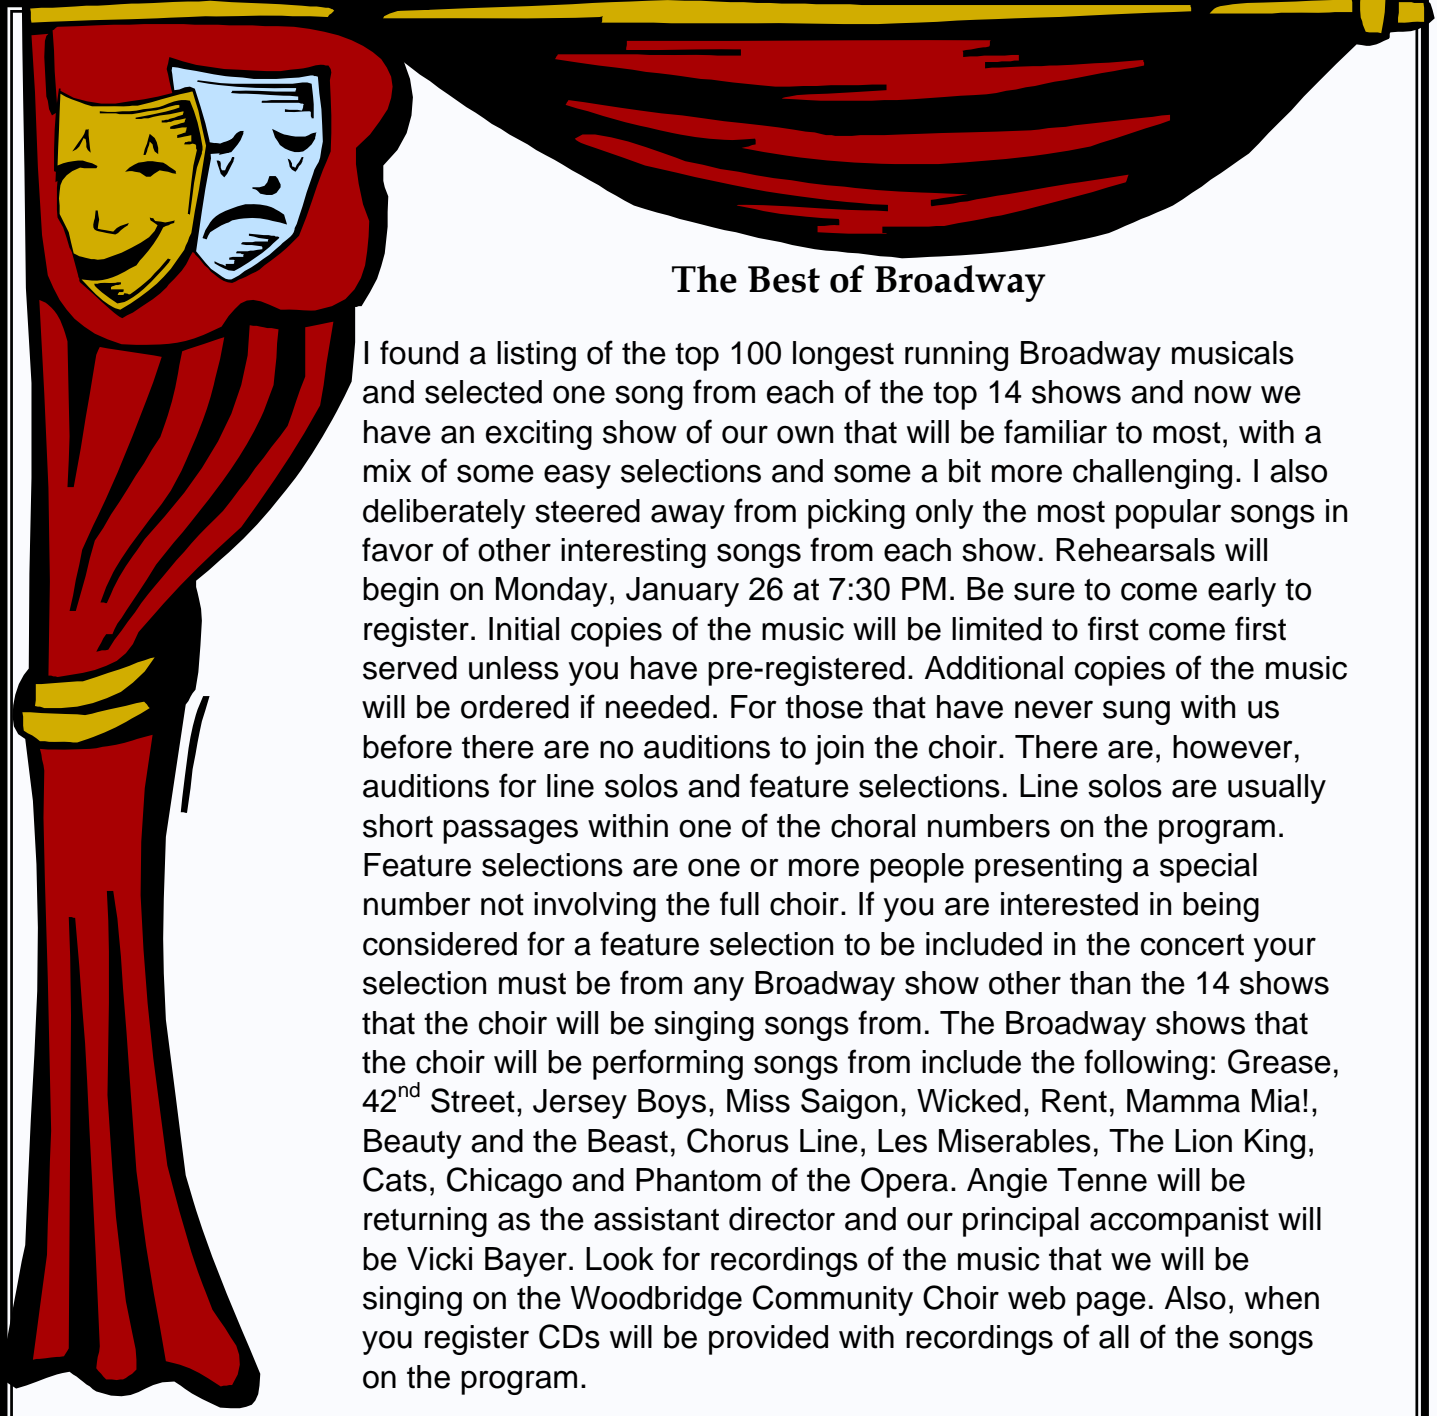 The Best of Broadway
I found a listing of the top 100 longest running Broadway musicals
and selected one song from each of the top 14 shows and now we
have an exciting show of our own that will be familiar to most, with a
mix of some easy selections and some a bit more challenging. I also
deliberately steered away from picking only the most popular songs in
favor of other interesting songs from each show. Rehearsals will
begin on Monday, January 26 at 7:30 PM. Be sure to come early to
register. Initial copies of the music will be limited to first come first
served unless you have pre-registered. Additional copies of the music
will be ordered if needed. For those that have never sung with us
before there are no auditions to join the choir. There are, however,
auditions for line solos and feature selections. Line solos are usually
short passages within one of the choral numbers on the program.
Feature selections are one or more people presenting a special
number not involving the full choir. If you are interested in being
considered for a feature selection to be included in the concert your
selection must be from any Broadway show other than the 14 shows
that the choir will be singing songs from. The Broadway shows that
the choir will be performing songs from include the following: Grease,
42nd Street, Jersey Boys, Miss Saigon, Wicked, Rent, Mamma Mia!,
Beauty and the Beast, Chorus Line, Les Miserables, The Lion King,
Cats, Chicago and Phantom of the Opera. Angie Tenne will be
returning as the assistant director and our principal accompanist will
be Vicki Bayer. Look for recordings of the music that we will be
singing on the Woodbridge Community Choir web page. Also, when
you register CDs will be provided with recordings of all of the songs
on the program.